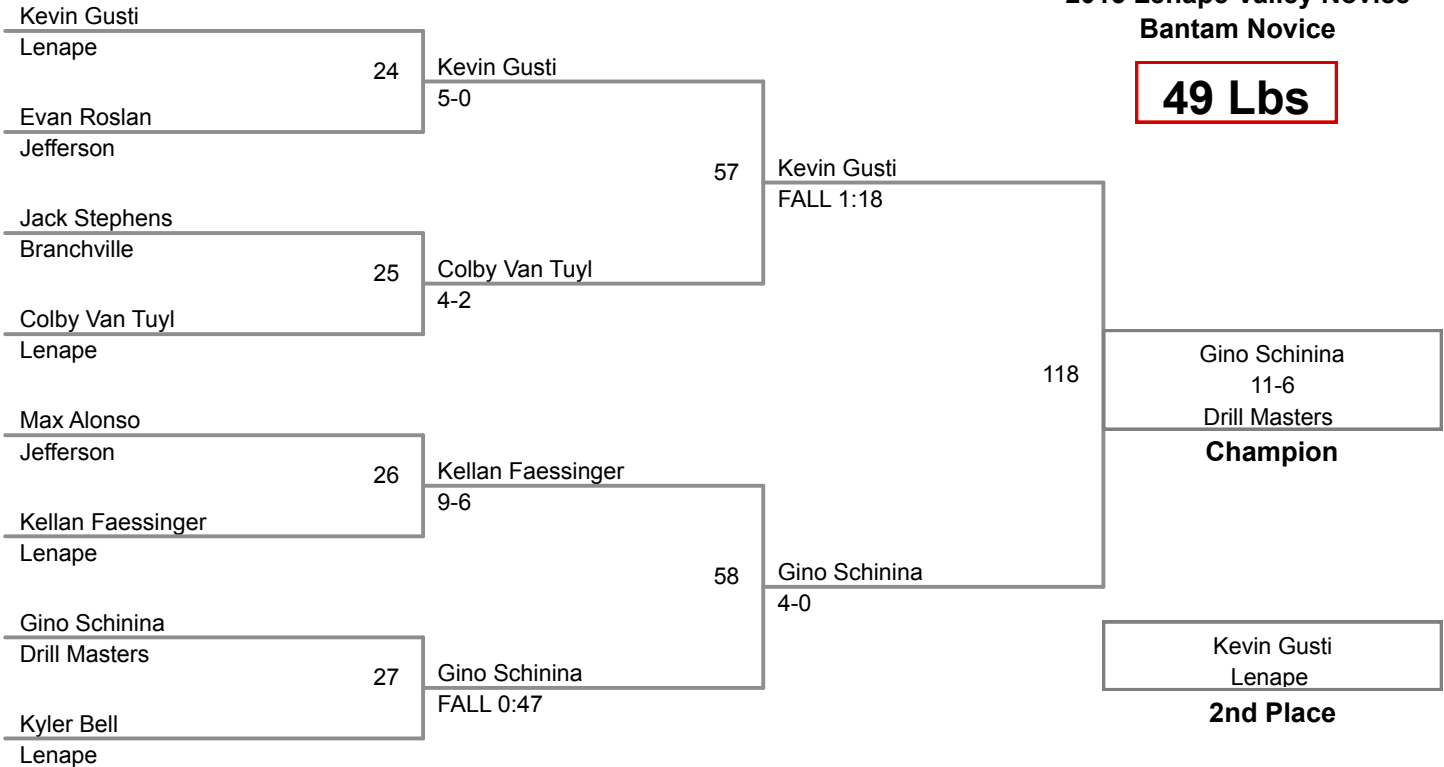 Lenape Valley Novice
Bantam Novice
49 Lbs
Kevin Gusti
Lenape
24
Evan Roslan
Jefferson
Kevin Gusti
5-0
Jack Stephens
Branchville
25
Colby Van Tuyl
Lenape
Colby Van Tuyl
4-2
57
Kevin Gusti
FALL 1:18
Max Alonso
Jefferson
26
Kellan Faessinger
Lenape
Kellan Faessinger
9-6
Gino Schinina
Drill Masters
27
Kyler Bell
Lenape
Gino Schinina
FALL 0:47
58
Gino Schinina
4-0
118
Gino Schinina
11-6
Drill Masters
Champion
Kevin Gusti
Lenape
2nd Place